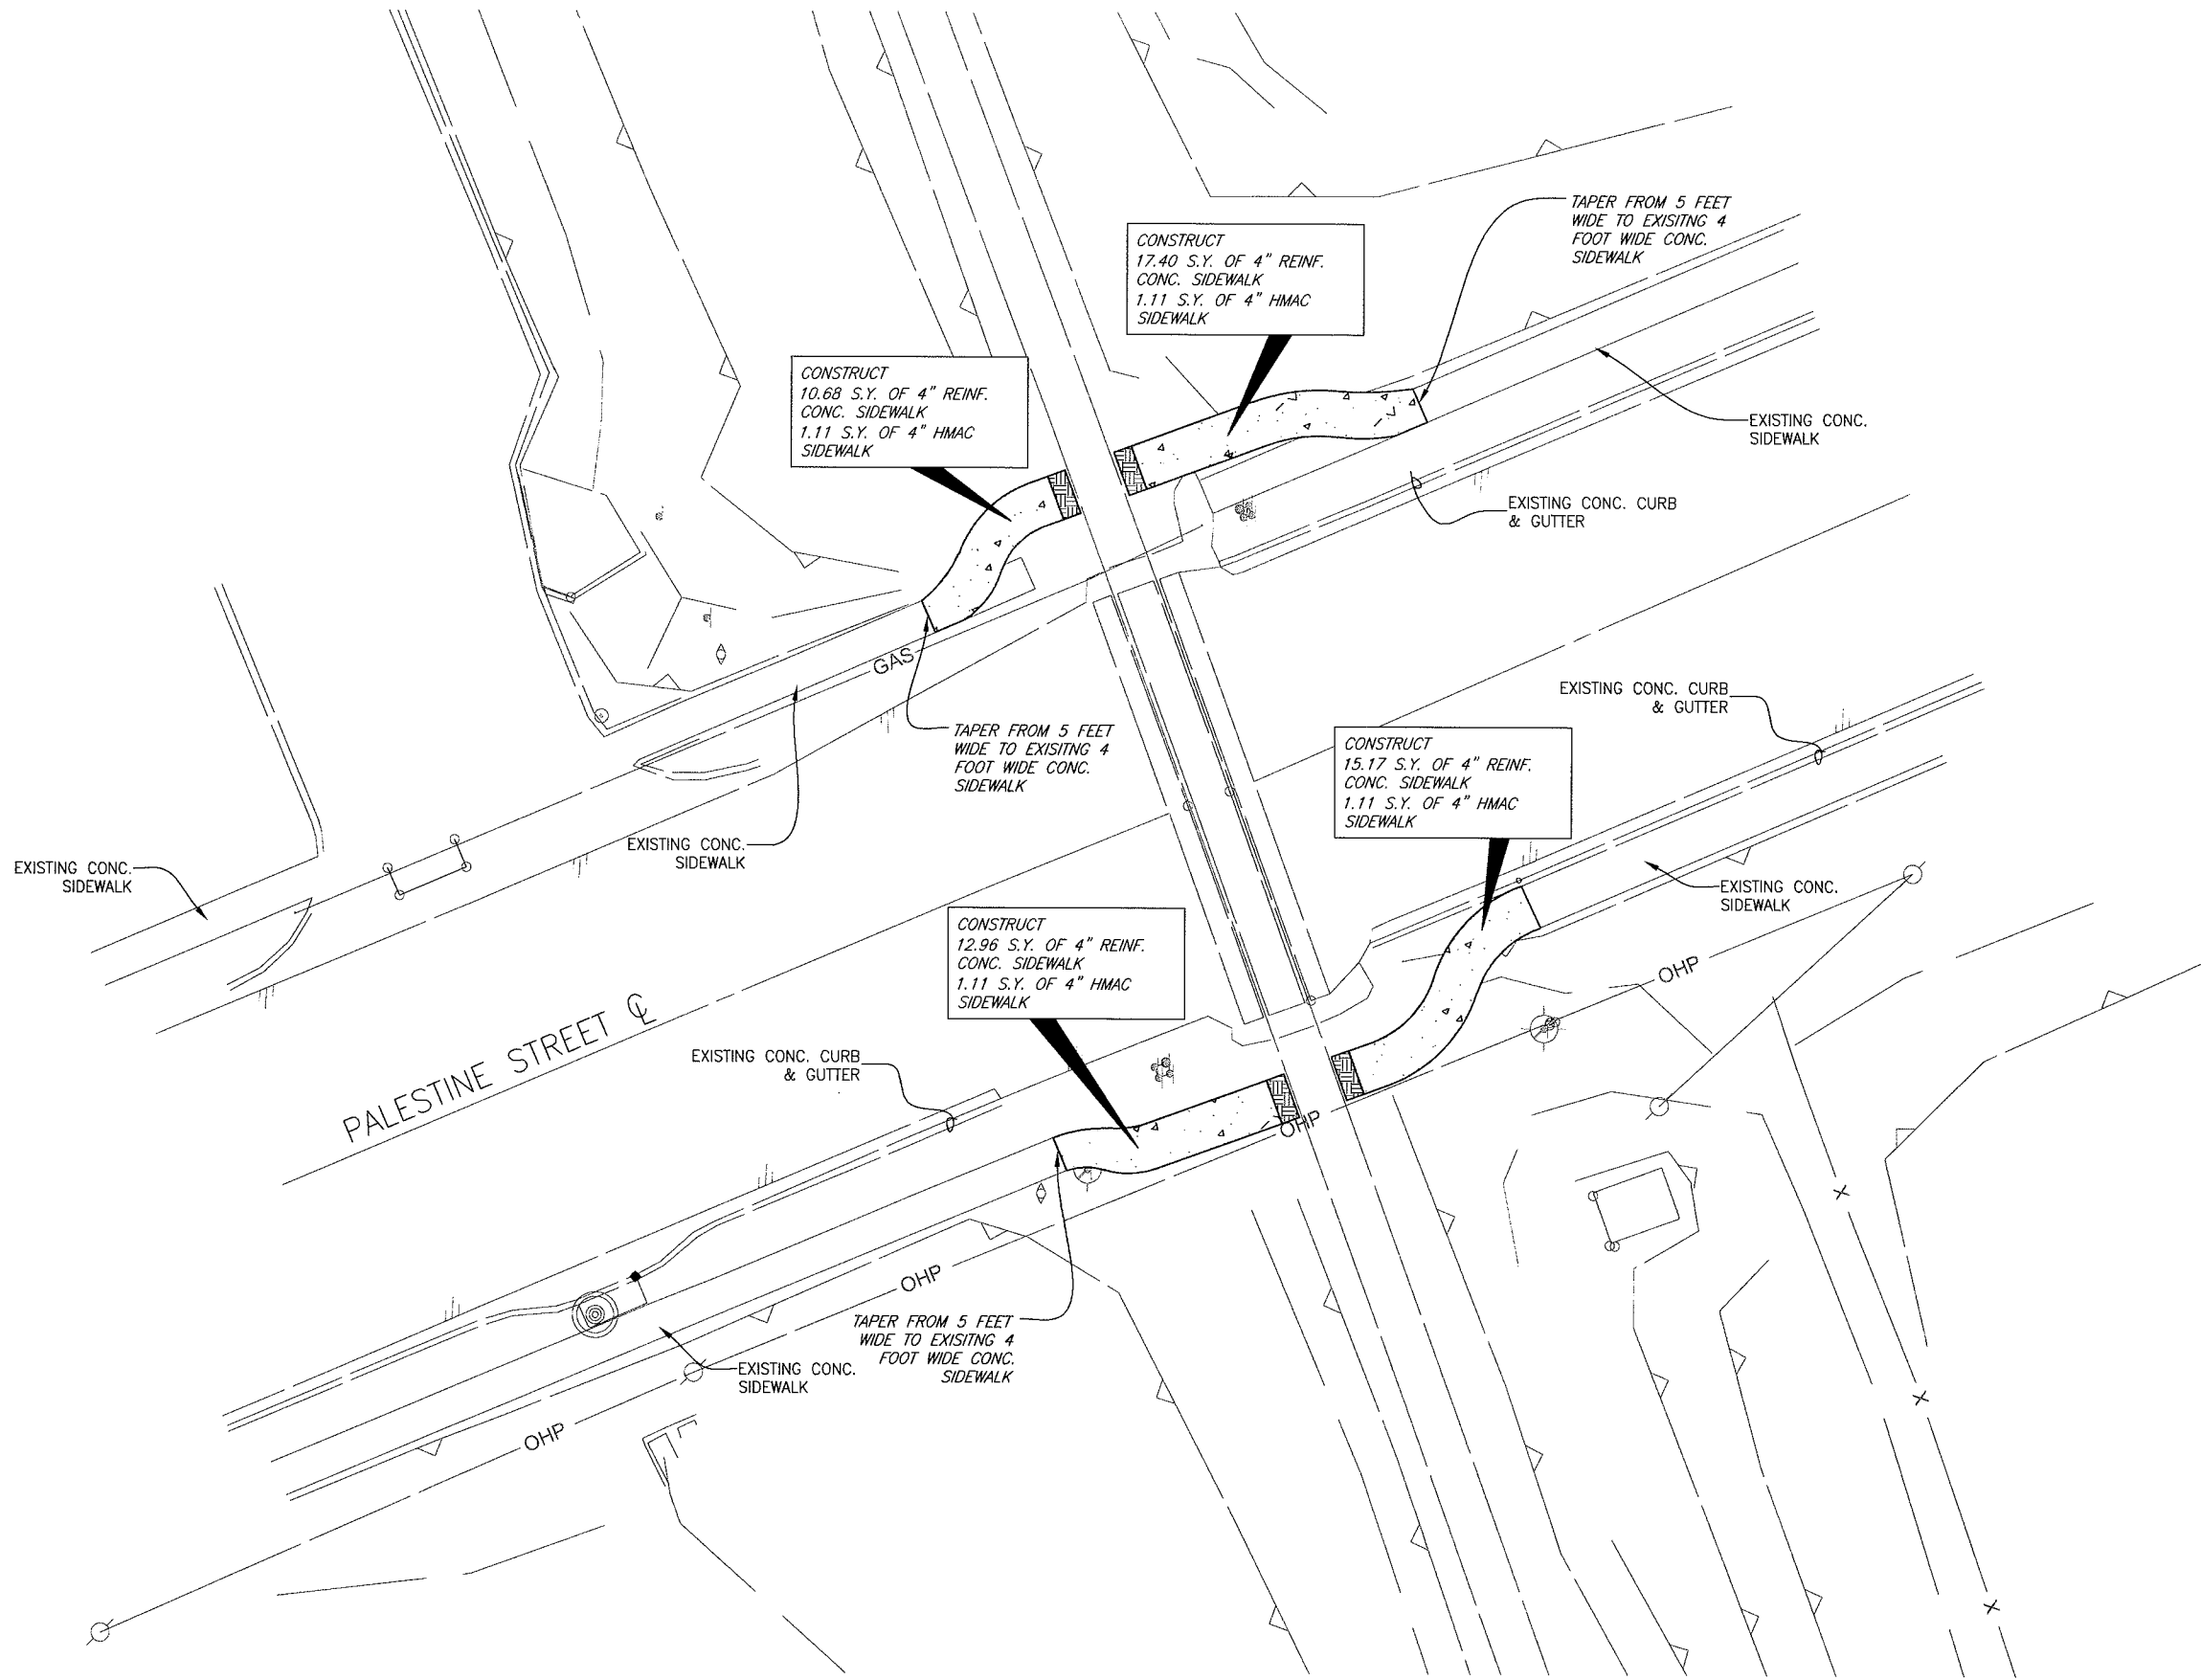 TAPER FROM 5 FEET
WIDE TO EXISITNG 4
FOOT WIDE CONC.
SIDEWALK
CONSTRUCT
17.40 S.Y. OF 4" REINF.
CONC. SIDEWALK
1.11 S.Y. OF 4" HMAC
SIDEWALK
CONSTRUCT
10.68 S.Y. OF 4" REINF.
CONC. SIDEWALK
1.11 S.Y. OF 4" HMAC
SIDEWALK
EXISTING CONC.
SIDEWALK
EXISTING CONC. CURB
& GUTTER
GAS
EXISTING CONC. CURB
& GUTTER
TAPER FROM 5 FEET
WIDE TO EXISITNG 4
FOOT WIDE CONC.
SIDEWALK
CONSTRUCT
15.17 S.Y. OF 4" REINF.
CONC. SIDEWALK
1.11 S.Y. OF 4" HMAC
SIDEWALK
EXISTING CONC.
SIDEWALK
EXISTING CONC.
SIDEWALK
EXISTING CONC.
SIDEWALK
CONSTRUCT
12.96 S.Y. OF 4" REINF.
CONC. SIDEWALK
1.11 S.Y. OF 4" HMAC
SIDEWALK
OHP
PALESTINE STREET ℄
EXISTING CONC. CURB
& GUTTER
OHP
OHP
TAPER FROM 5 FEET
WIDE TO EXISITNG 4
FOOT WIDE CONC.
SIDEWALK
EXISTING CONC.
SIDEWALK
OHP